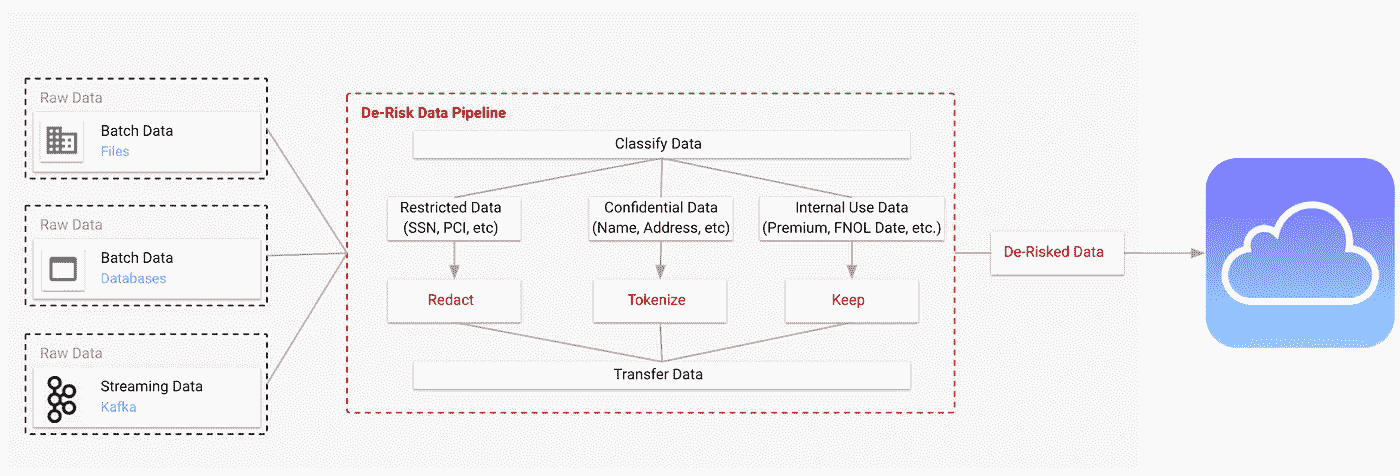 Raw Data
Batch Data
Files
Raw Data
Batch Data
Databases
Raw Data
Streaming Data
Kafka
De-Risk Data Pipeline
Classify Data
Restricted Data
(SSN, PCI, etc)
Confidential Data
(Name, Address, etc)
Internal Use Data
(Premium, FNOL Date, etc.)
Redact
Tokenize
Keep
Transfer Data
De-Risked Data